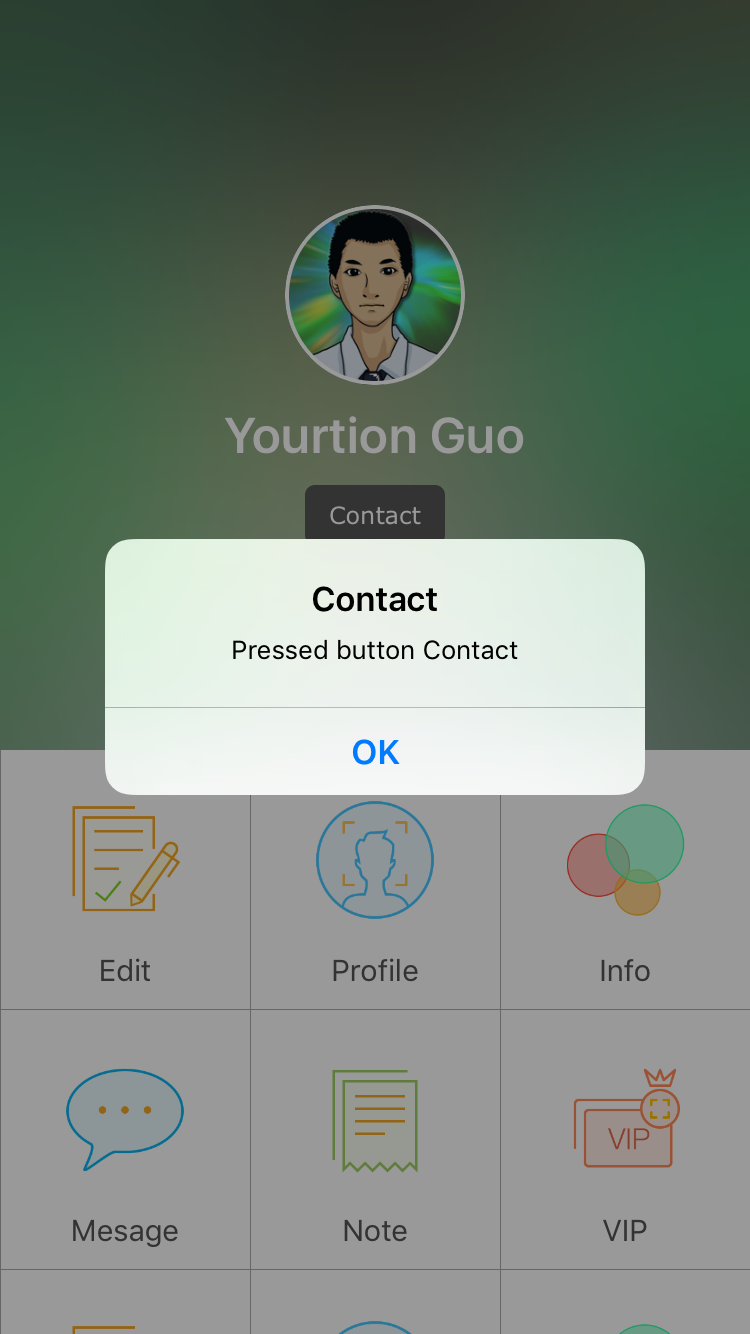 Yourtion Guo
Contact
Contact
Pressed button Contact
OK
Edit
Profile
Info
VIP
Mesage
Note
VIP